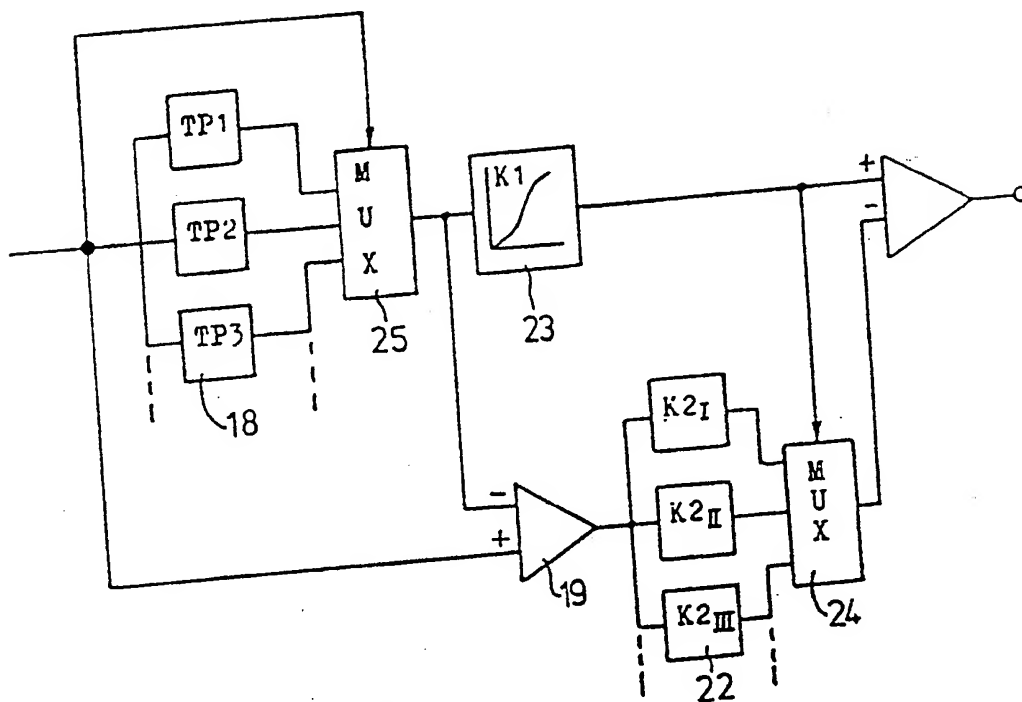 TP1
TP2
TP3
18
M
U
X
25
K1
23
+
-
-
+
19
K2I
K2II
K2III
22
M
U
X
24